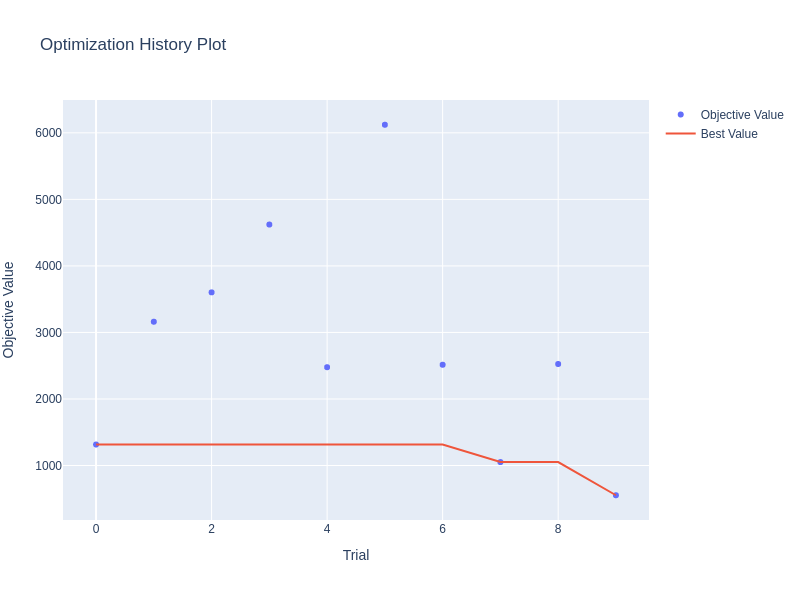 Optimization History Plot
Objective Value
Best Value
6000
5000
4000
3000
2000
1000
Objective Value
0 2 4 6 8
Trial